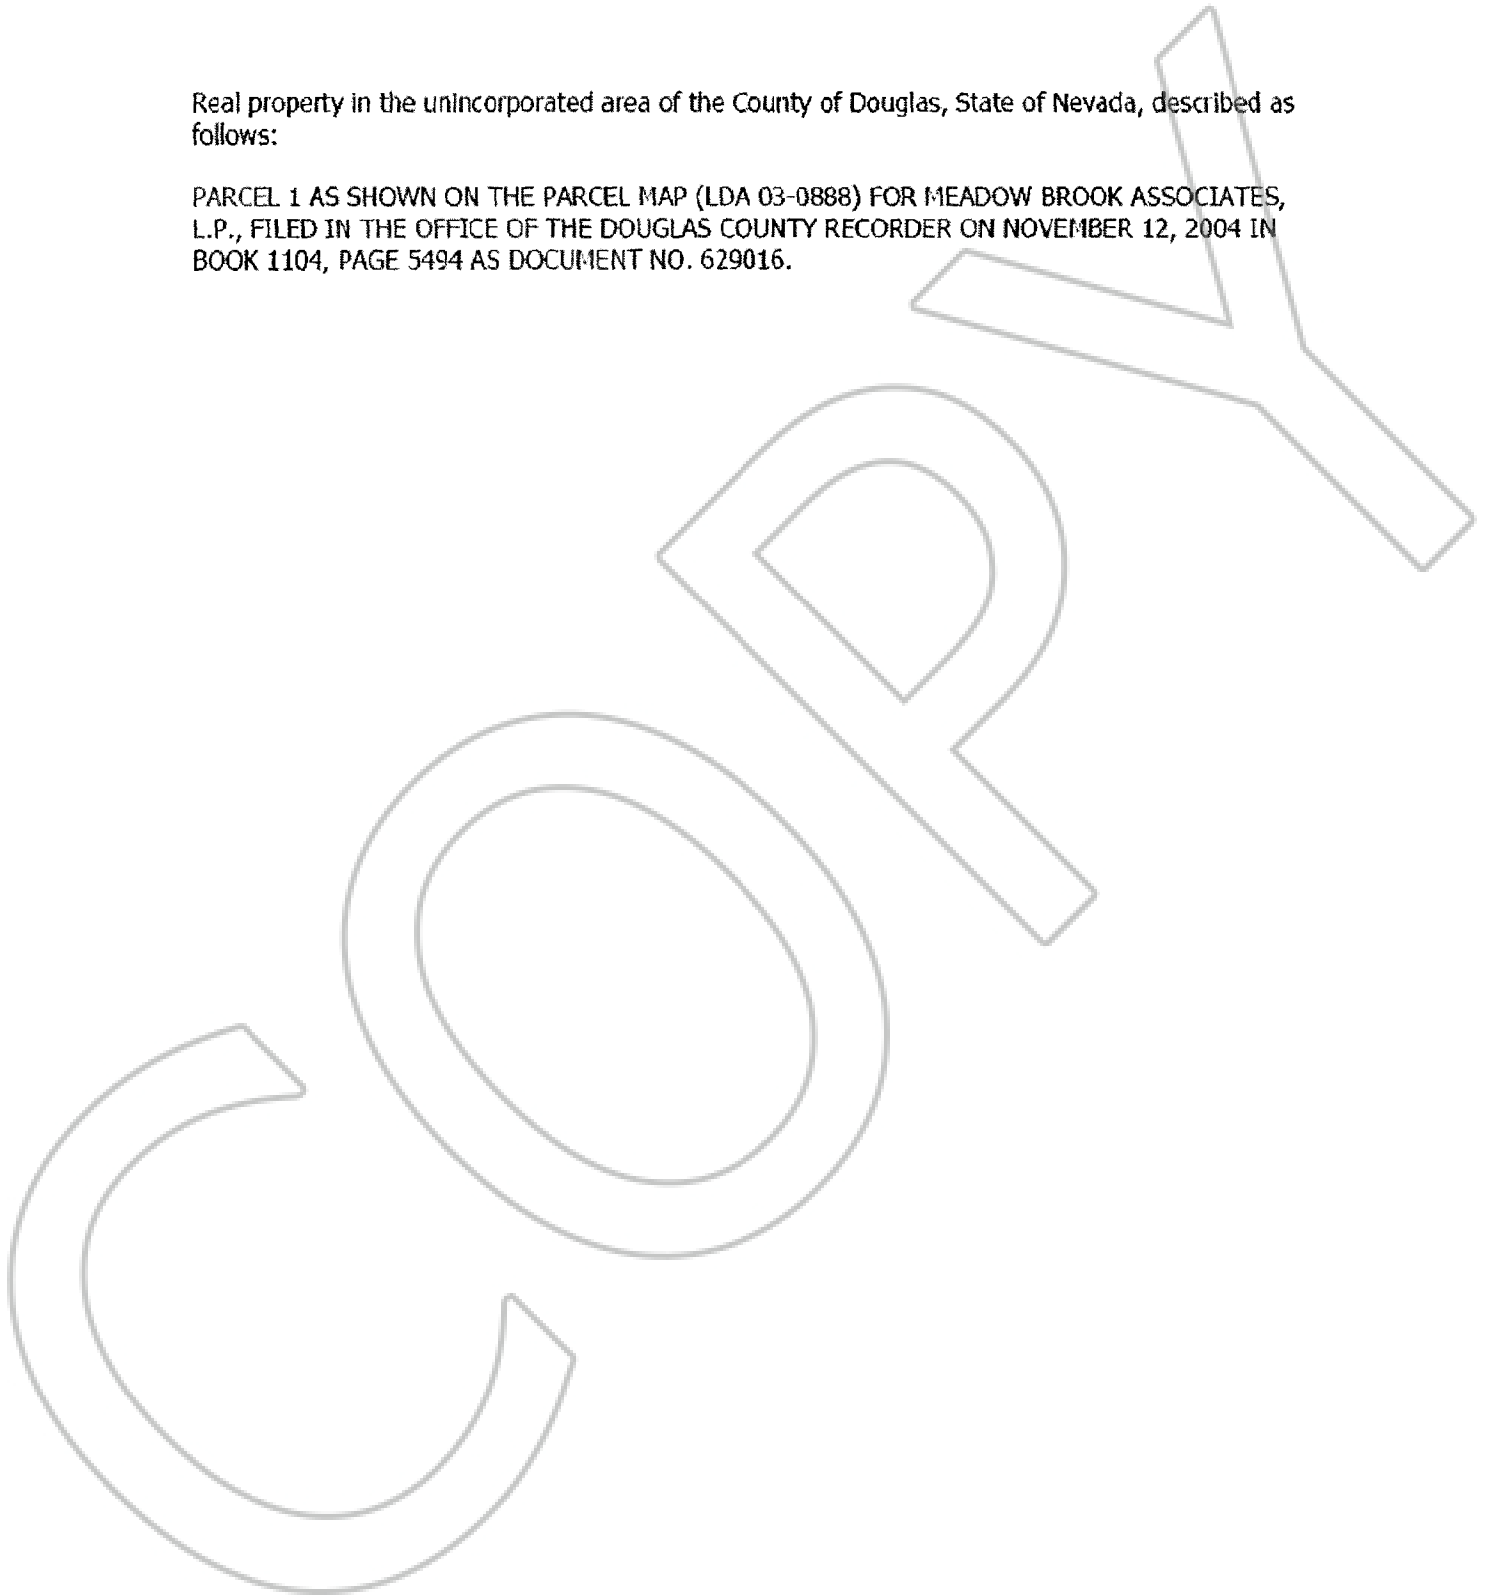 Real property in the unincorporated area of the County of Douglas, State of Nevada, described as
follows:
PARCEL 1 AS SHOWN ON THE PARCEL MAP (LDA 03-0888) FOR MEADOW BROOK ASSOCIATES,
L.P., FILED IN THE OFFICE OF THE DOUGLAS COUNTY RECORDER ON NOVEMBER 12, 2004 IN
BOOK 1104, PAGE 5494 AS DOCUMENT NO. 629016.
COPY